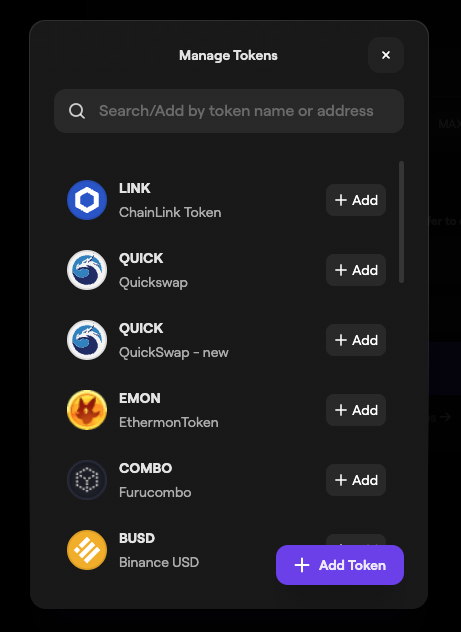 Manage Tokens
Search/Add by token name or address
MAX
LINK
ChainLink Token
+ Add
QUICK
Quickswap
+ Add
QUICK
QuickSwap - new
+ Add
EMON
EthermonToken
+ Add
COMBO
Furucombo
+ Add
BUSD
Binance USD
+ Add Token